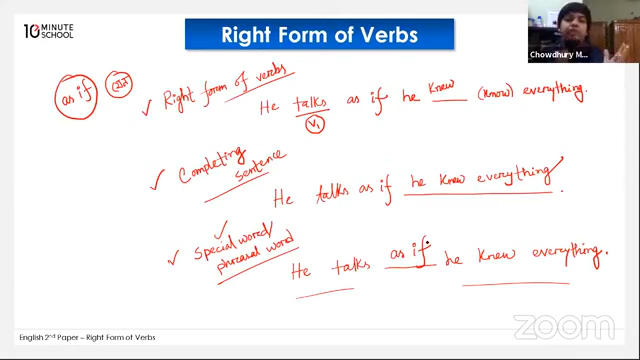 10 MINUTE SCHOOL
Right Form of Verbs
Chowdhury M...
as if যেন
Right form of verbs
He talks as if he knew (know) everything.
V1
Completing sentence
He talks as if he knew everything.
Special word/
phrasal word
He talks as if he knew everything.
English 2nd Paper – Right Form of Verbs
zoom